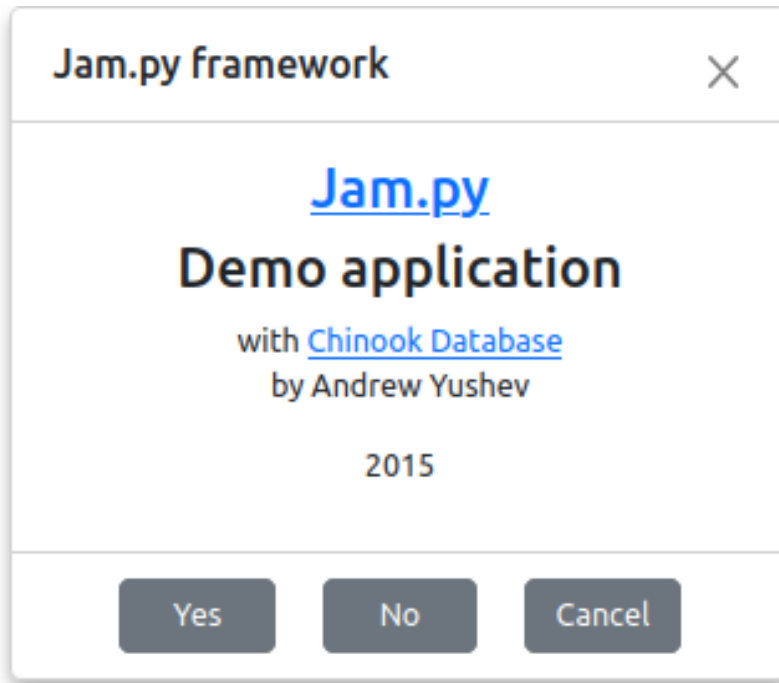 Jam.py framework
Jam.py
Demo application
with Chinook Database
by Andrew Yushev
2015
Yes No Cancel